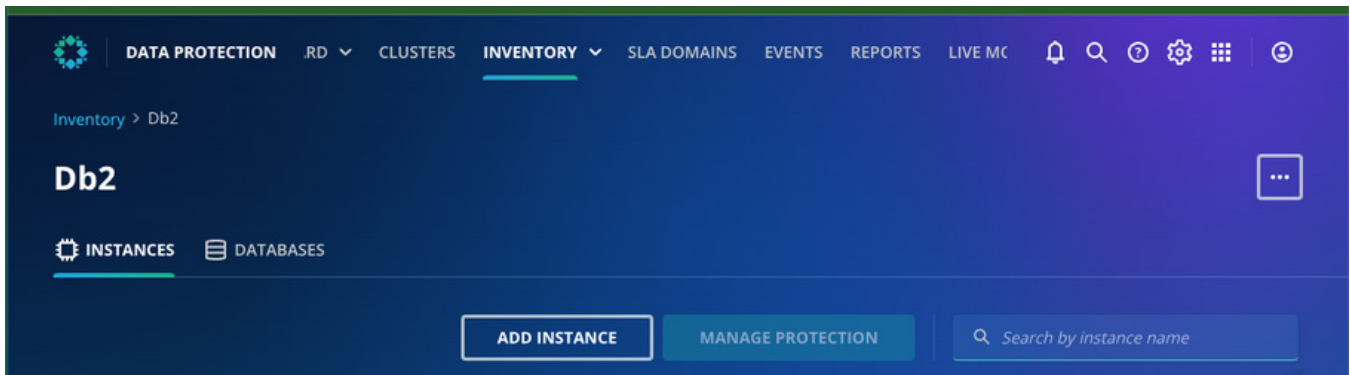 DATA PROTECTION .RD CLUSTERS INVENTORY SLA DOMAINS EVENTS REPORTS LIVE MC
Inventory > Db2
Db2
INSTANCES DATABASES
ADD INSTANCE MANAGE PROTECTION Search by instance name